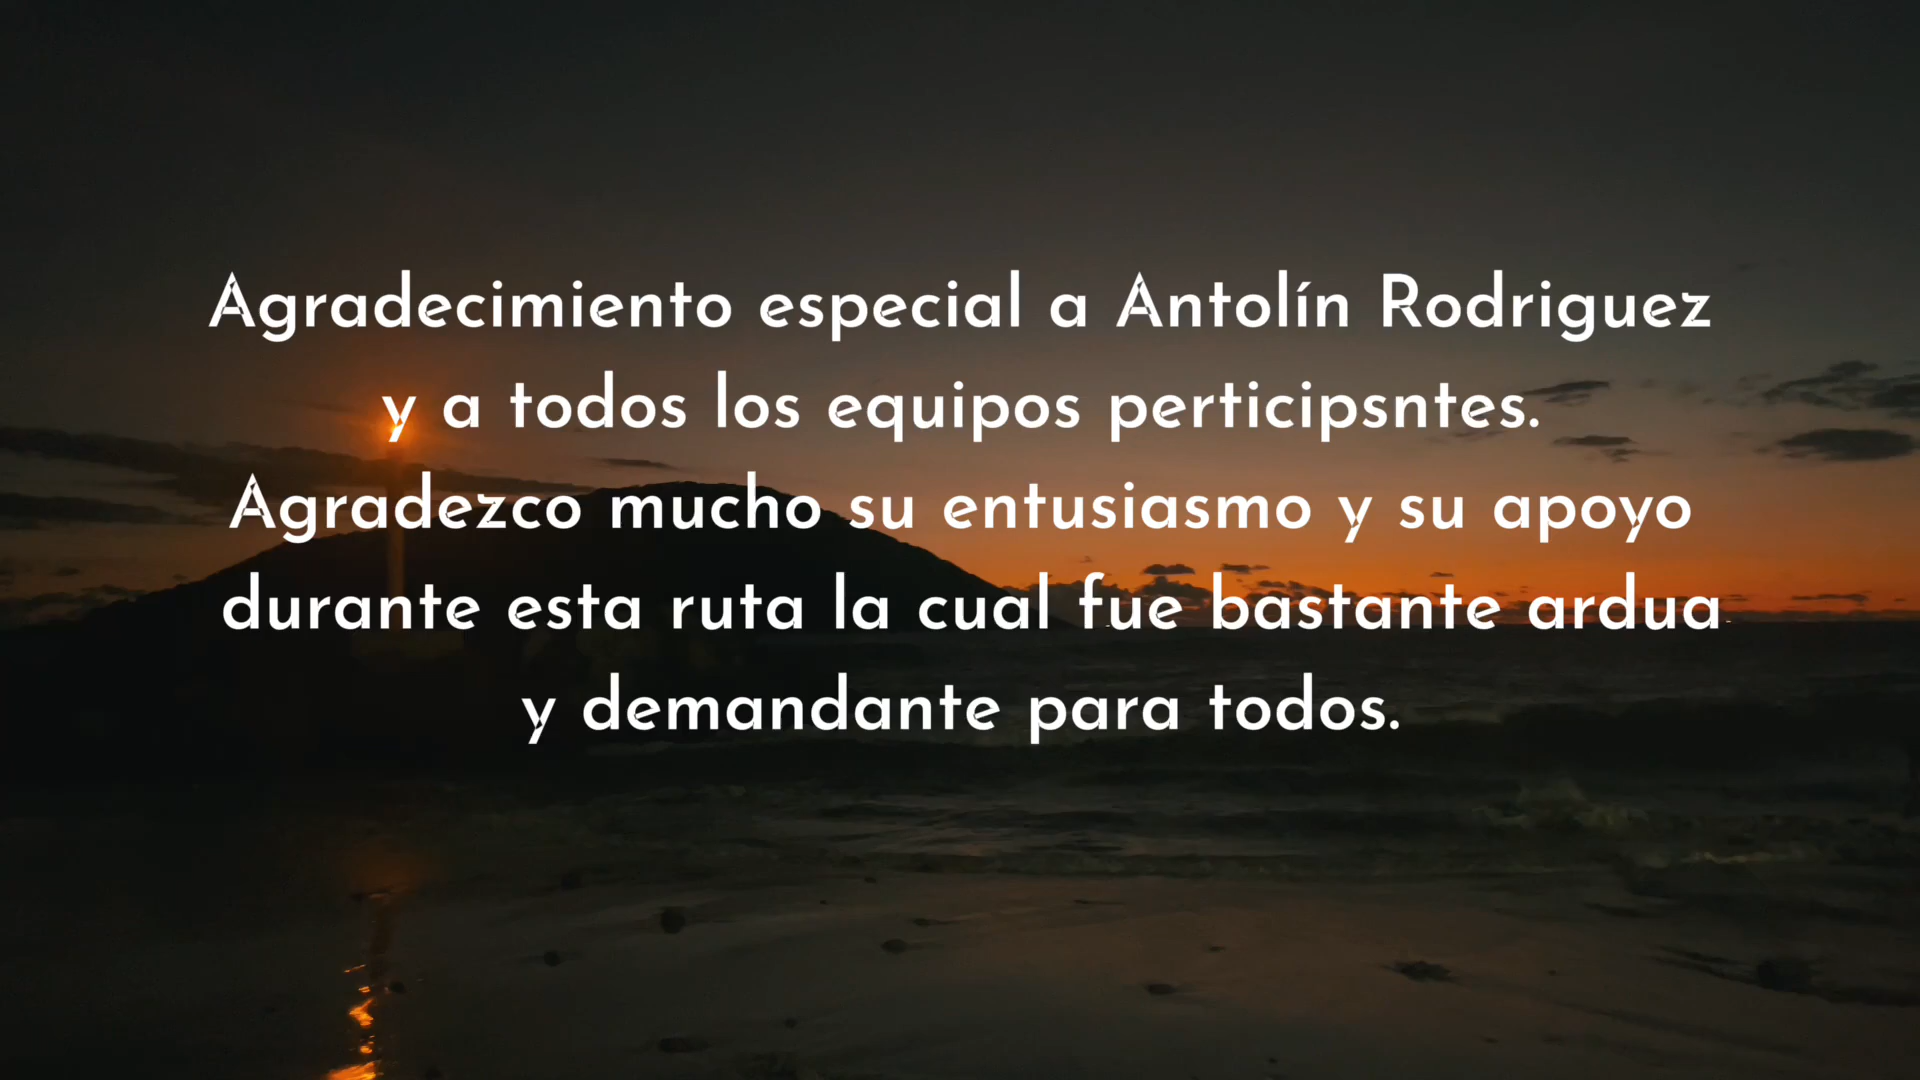 Agradecimiento especial a Antolín Rodriguez
y a todos los equipos perticipsntes.
Agradezco mucho su entusiasmo y su apoyo
durante esta ruta la cual fue bastante ardua
y demandante para todos.